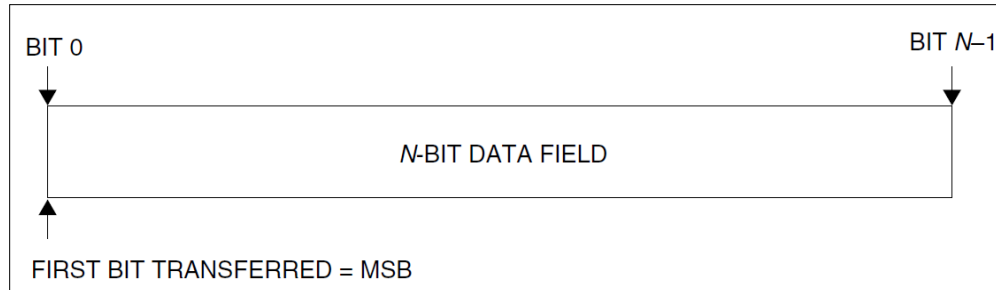 BIT 0
BIT N–1
N-BIT DATA FIELD
FIRST BIT TRANSFERRED = MSB